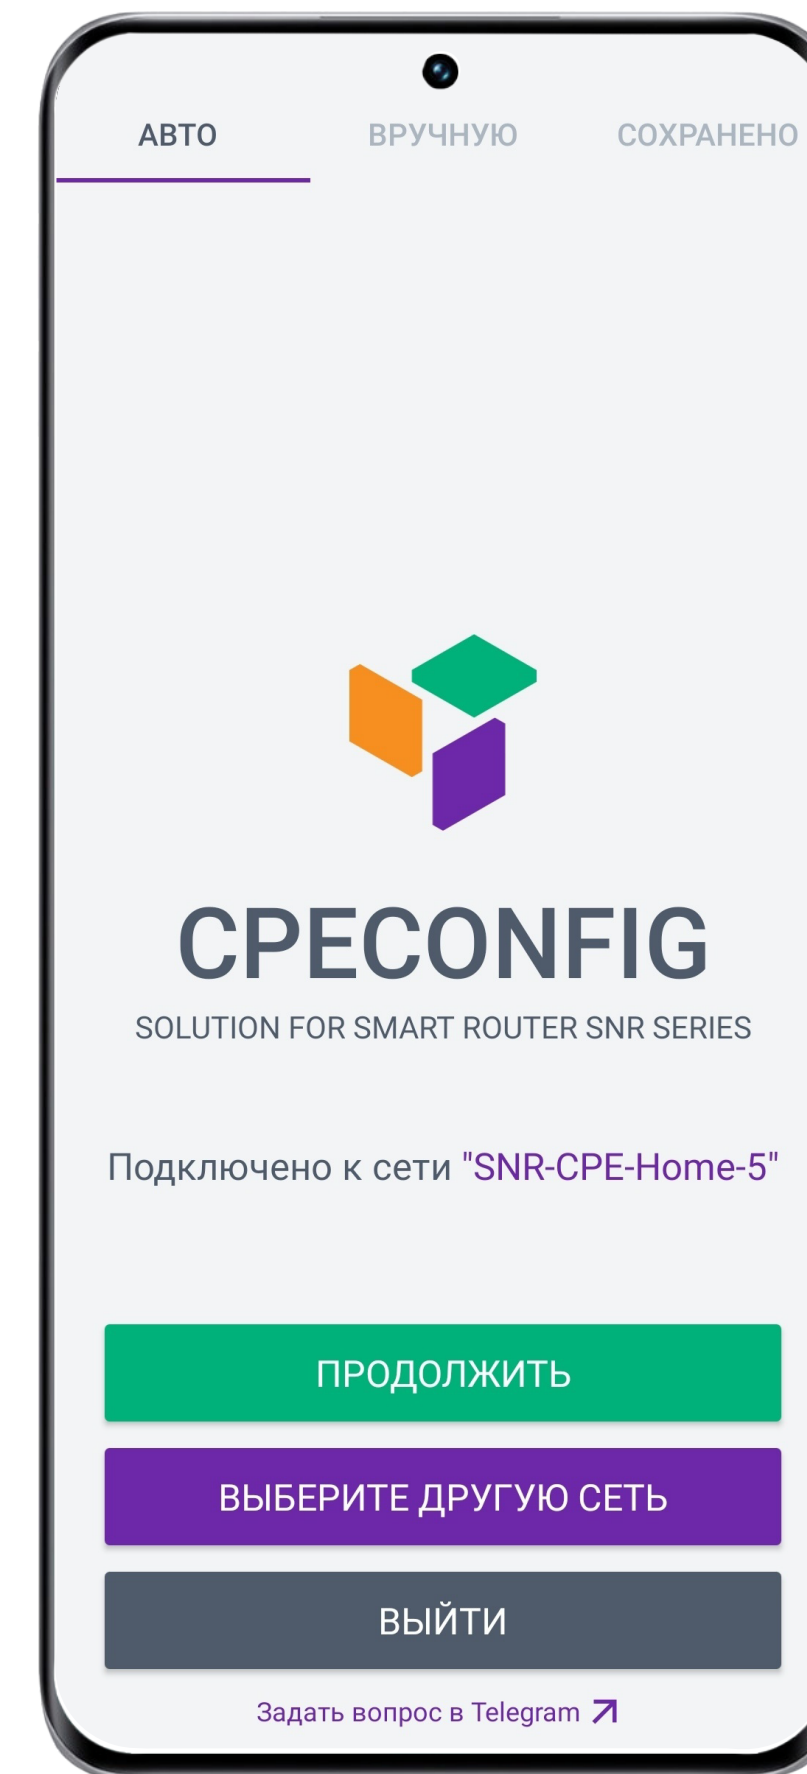 АВТО ВРУЧНУЮ СОХРАНЕНО
CPECONFIG
SOLUTION FOR SMART ROUTER SNR SERIES
Подключено к сети "SNR-CPE-Home-5"
ПРОДОЛЖИТЬ
ВЫБЕРИТЕ ДРУГУЮ СЕТЬ
ВЫЙТИ
Задать вопрос в Telegram